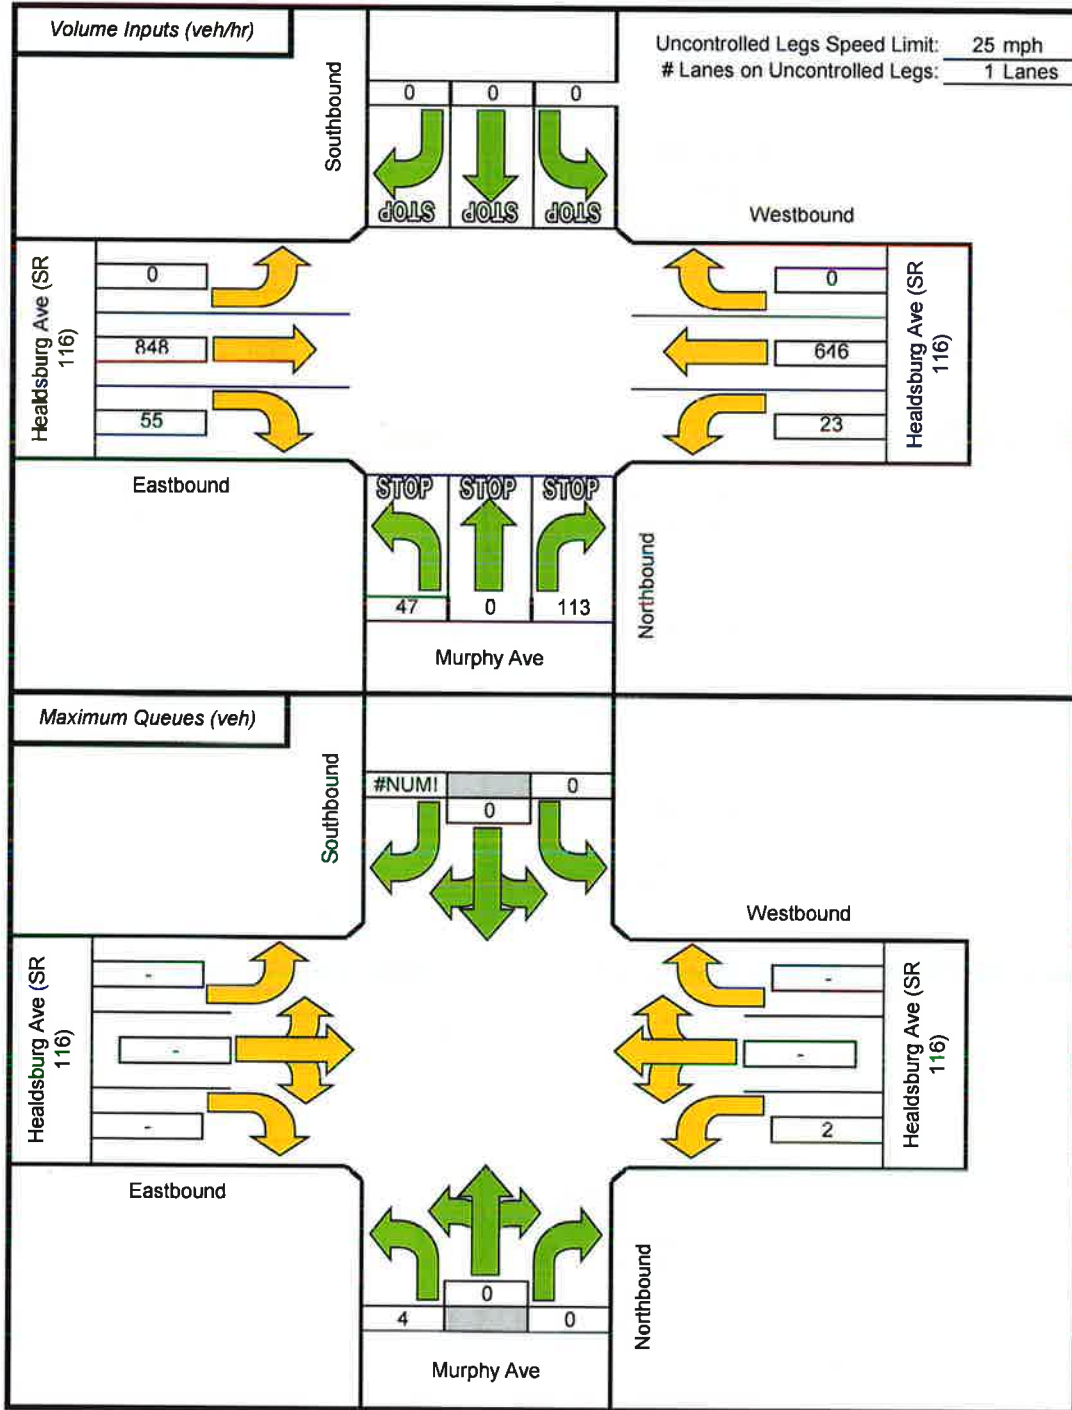 Volume Inputs (veh/hr)
Uncontrolled Legs Speed Limit: 25 mph
# Lanes on Uncontrolled Legs: 1 Lanes
Southbound
0 0 0
STOP STOP STOP
Westbound
Healdsburg Ave (SR
116)
0
848
55
0
646
23
Healdsburg Ave (SR
116)
Eastbound
STOP STOP STOP
47 0 113
Northbound
Murphy Ave
Maximum Queues (veh)
Southbound
#NUM! 0
0
Westbound
Healdsburg Ave (SR
116)
-
-
-
-
-
2
Healdsburg Ave (SR
116)
Eastbound
0
4 0
Northbound
Murphy Ave